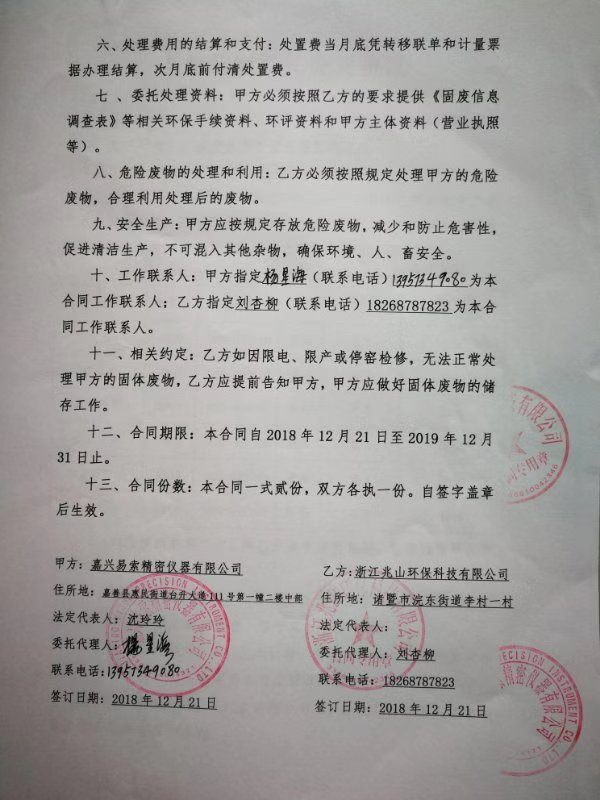 六、处理费用的结算和支付：处置费当月底凭转移联单和计量票
据办理结算，次月底前付清处置费。
七 、委托处理资料：甲方必须按照乙方的要求提供《固废信息
调查表》等相关环保手续资料、环评资料和甲方主体资料（营业执照
等）。
八、危险废物的处理和利用：乙方必须按照规定处理甲方的危险
废物，合理利用处理后的废物。
九、安全生产：甲方应按规定存放危险废物，减少和防止危害性，
促进清洁生产，不可混入其他杂物，确保环境、人、畜安全。
十、工作联系人：甲方指定杨星海（联系电话）13957349080为本
合同工作联系人；乙方指定刘杏柳（联系电话）18268787823为本合
同工作联系人。
十一、相关约定：乙方如因限电、限产或停窑检修，无法正常处
理甲方的固体废物，乙方应提前告知甲方，甲方应做好固体废物的储
存工作。
十二、合同期限：本合同自 2018 年 12 月 21 日至 2019 年 12 月
31 日止。
十三、合同份数：本合同一式贰份，双方各执一份。自签字盖章
后生效。
甲方：嘉兴易索精密仪器有限公司
住所地：嘉善县惠民街道台升大道111号第一幢二楼中部
法定代表人：沈玲玲
委托代理人：杨星海
联系电话：13957349080
签订日期：2018 年 12 月 21 日
乙方：浙江兆山环保科技有限公司
住所地：诸暨市浣东街道李村一村
法定代表人：
委托代理人：刘杏柳
联系电话：18268787823
签订日期：2018 年 12 月 21 日